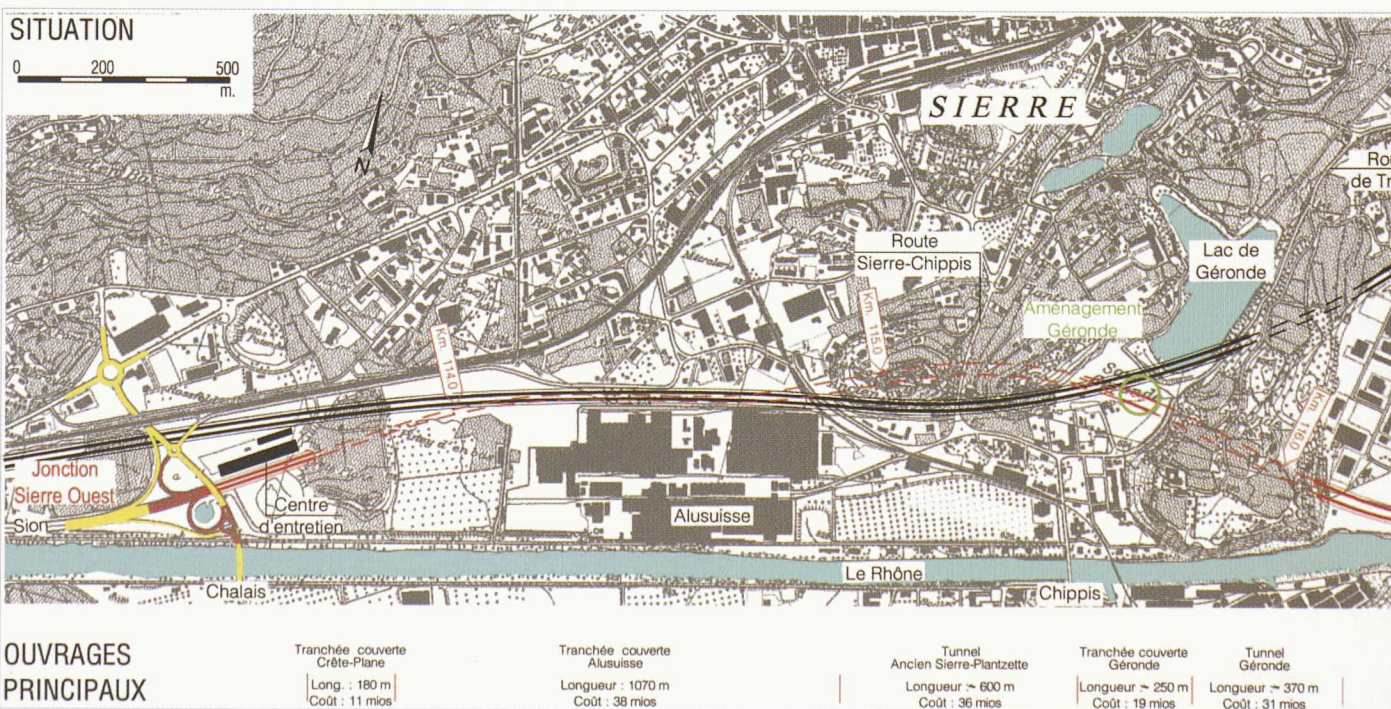 SITUATION
0 200 500
m.
N
SIERRE
Condémines
Ro
de Tr
Route
Sierre-Chippis
Lac de
Géronde
Km. 115.0
Aménagement
Géronde
Km. 114.0
Km. 116.0
Jonction
Sierre Ouest
Centre
d'entretien
Sion
Alusuisse
Le Rhône
Chalais
Chippis
OUVRAGES
PRINCIPAUX
Tranchée couverte
Crête-Plane
Long. : 180 m
Coût : 11 mios
Tranchée couverte
Alusuisse
Longueur : 1070 m
Coût : 38 mios
Tunnel
Ancien Sierre-Plantzette
Longueur :~ 600 m
Coût : 36 mios
Tranchée couverte
Géronde
Longueur :~ 250 m
Coût : 19 mios
Tunnel
Géronde
Longueur :~ 370 m
Coût : 31 mios